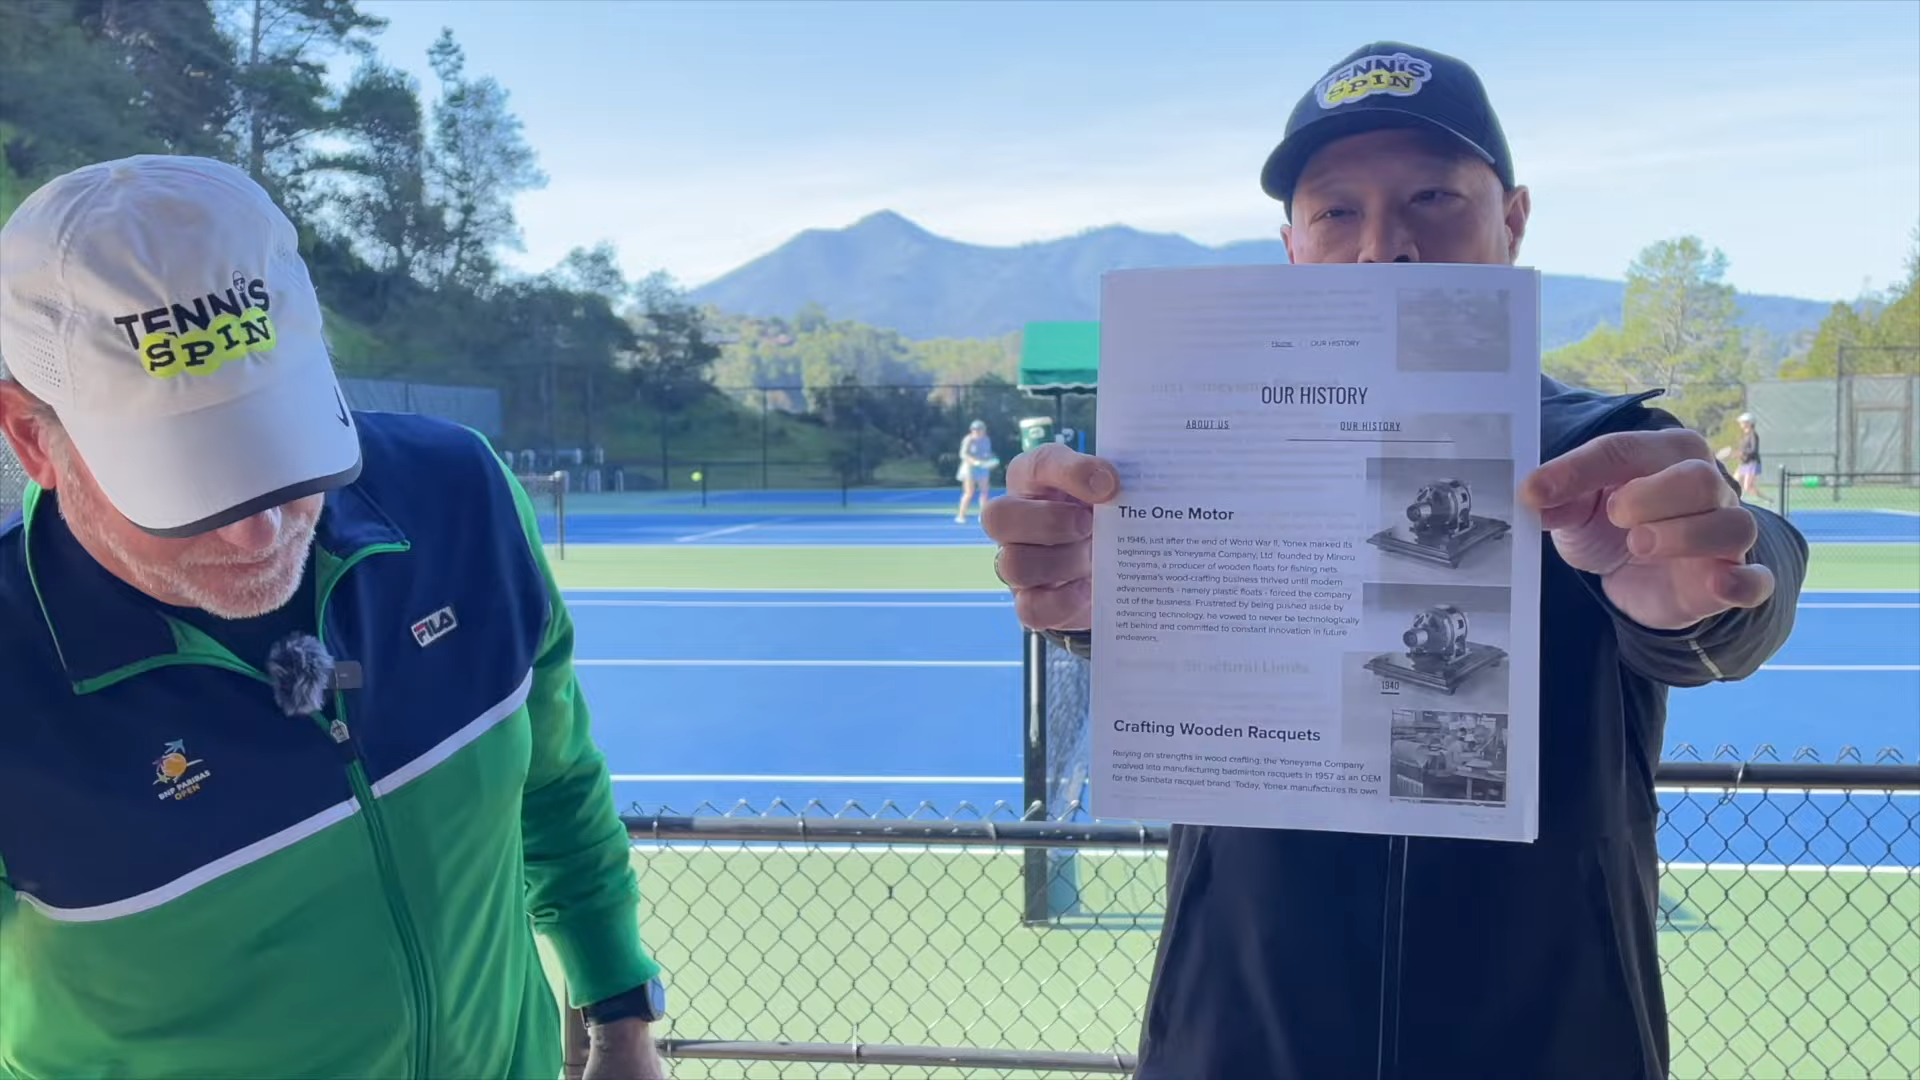 TENNIS
SPIN
TENNIS
SPIN
FILA
BNP PARIBAS
OPEN
Home
OUR HISTORY
OUR HISTORY
ABOUT US
OUR HISTORY
The One Motor
In 1946, just after the end of World War II, Yonex marked its
beginnings as Yoneyama Company, Ltd. founded by Minoru
Yoneyama, a producer of wooden floats for fishing nets.
Yoneyama's wood-crafting business thrived until modern
advancements - namely plastic floats - forced the company
out of the business. Frustrated by being pushed aside by
advancing technology, he vowed to never be technologically
left behind and committed to constant innovation in future
endeavors.
Structural Limits
1940
Crafting Wooden Racquets
Relying on strengths in wood crafting, the Yoneyama Company
evolved into manufacturing badminton racquets in 1957 as an OEM
for the Sanbata racquet brand. Today, Yonex manufactures its own